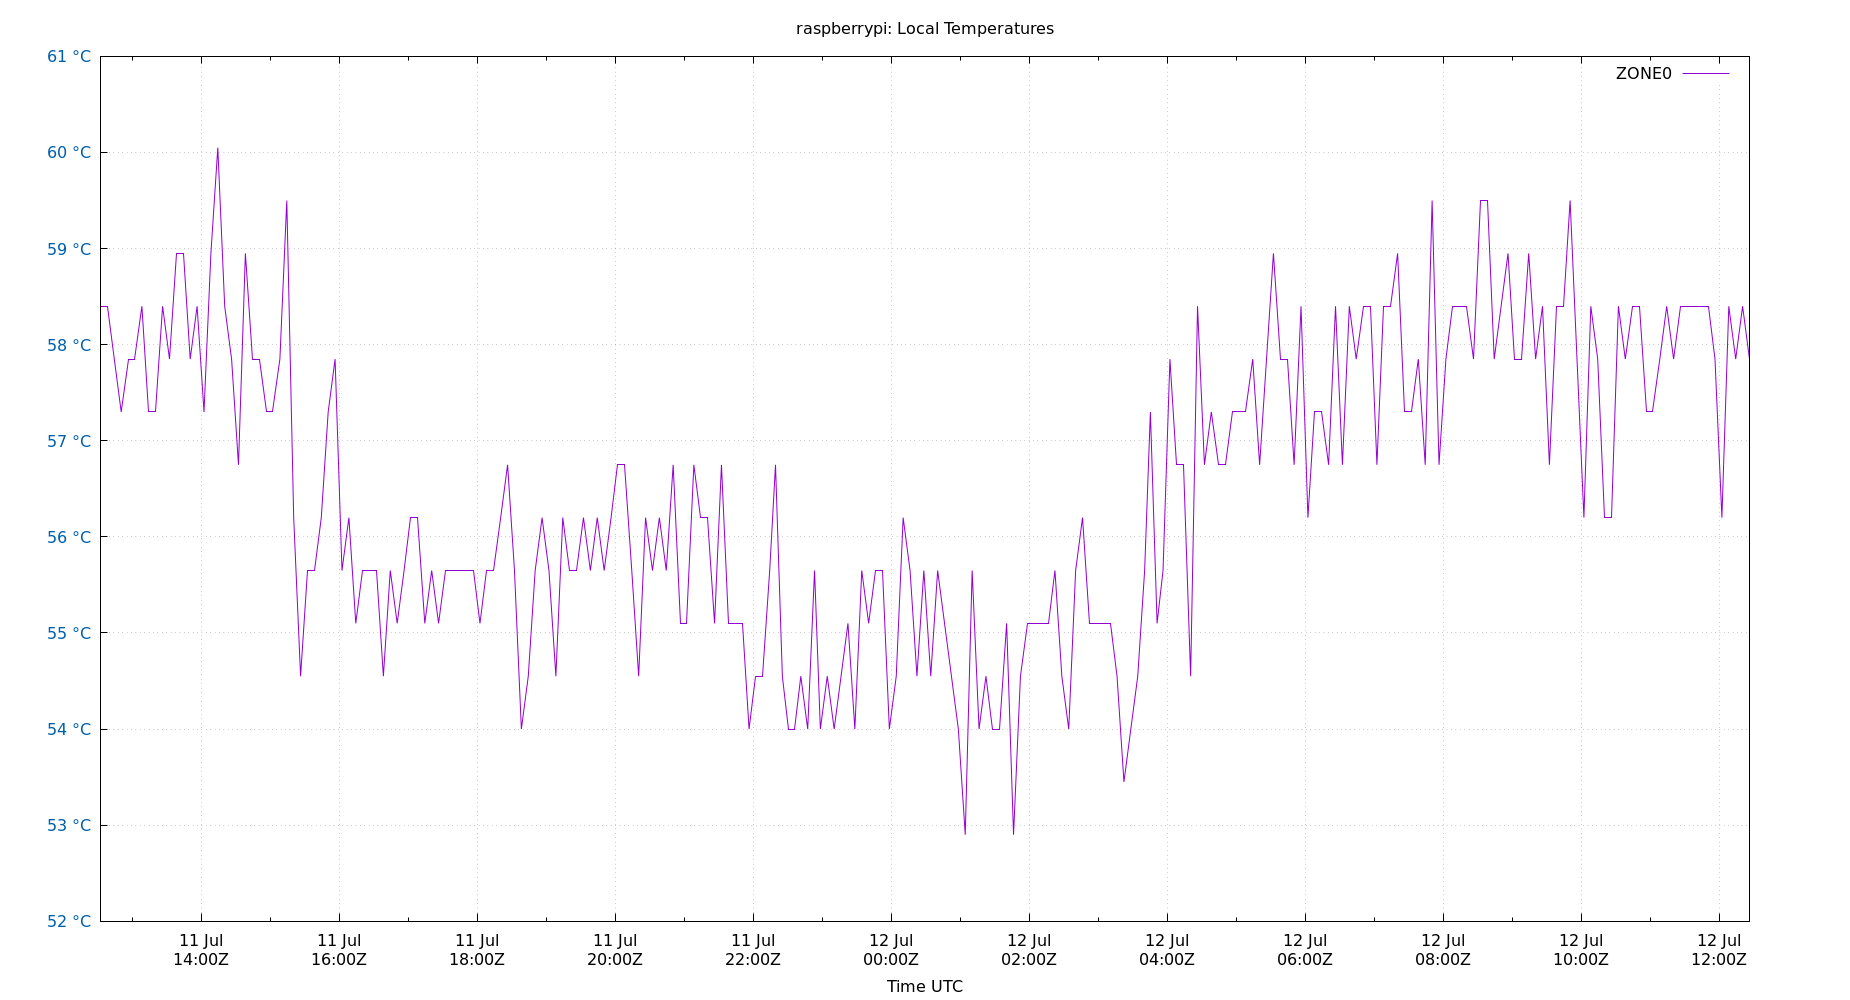 raspberrypi: Local Temperatures
61 °C
ZONE0
60 °C
59 °C
58 °C
57 °C
56 °C
55 °C
54 °C
53 °C
52 °C
11 Jul 11 Jul 11 Jul 11 Jul 11 Jul 12 Jul 12 Jul 12 Jul 12 Jul 12 Jul 12 Jul 12 Jul
14:00Z 16:00Z 18:00Z 20:00Z 22:00Z 00:00Z 02:00Z 04:00Z 06:00Z 08:00Z 10:00Z 12:00Z
Time UTC